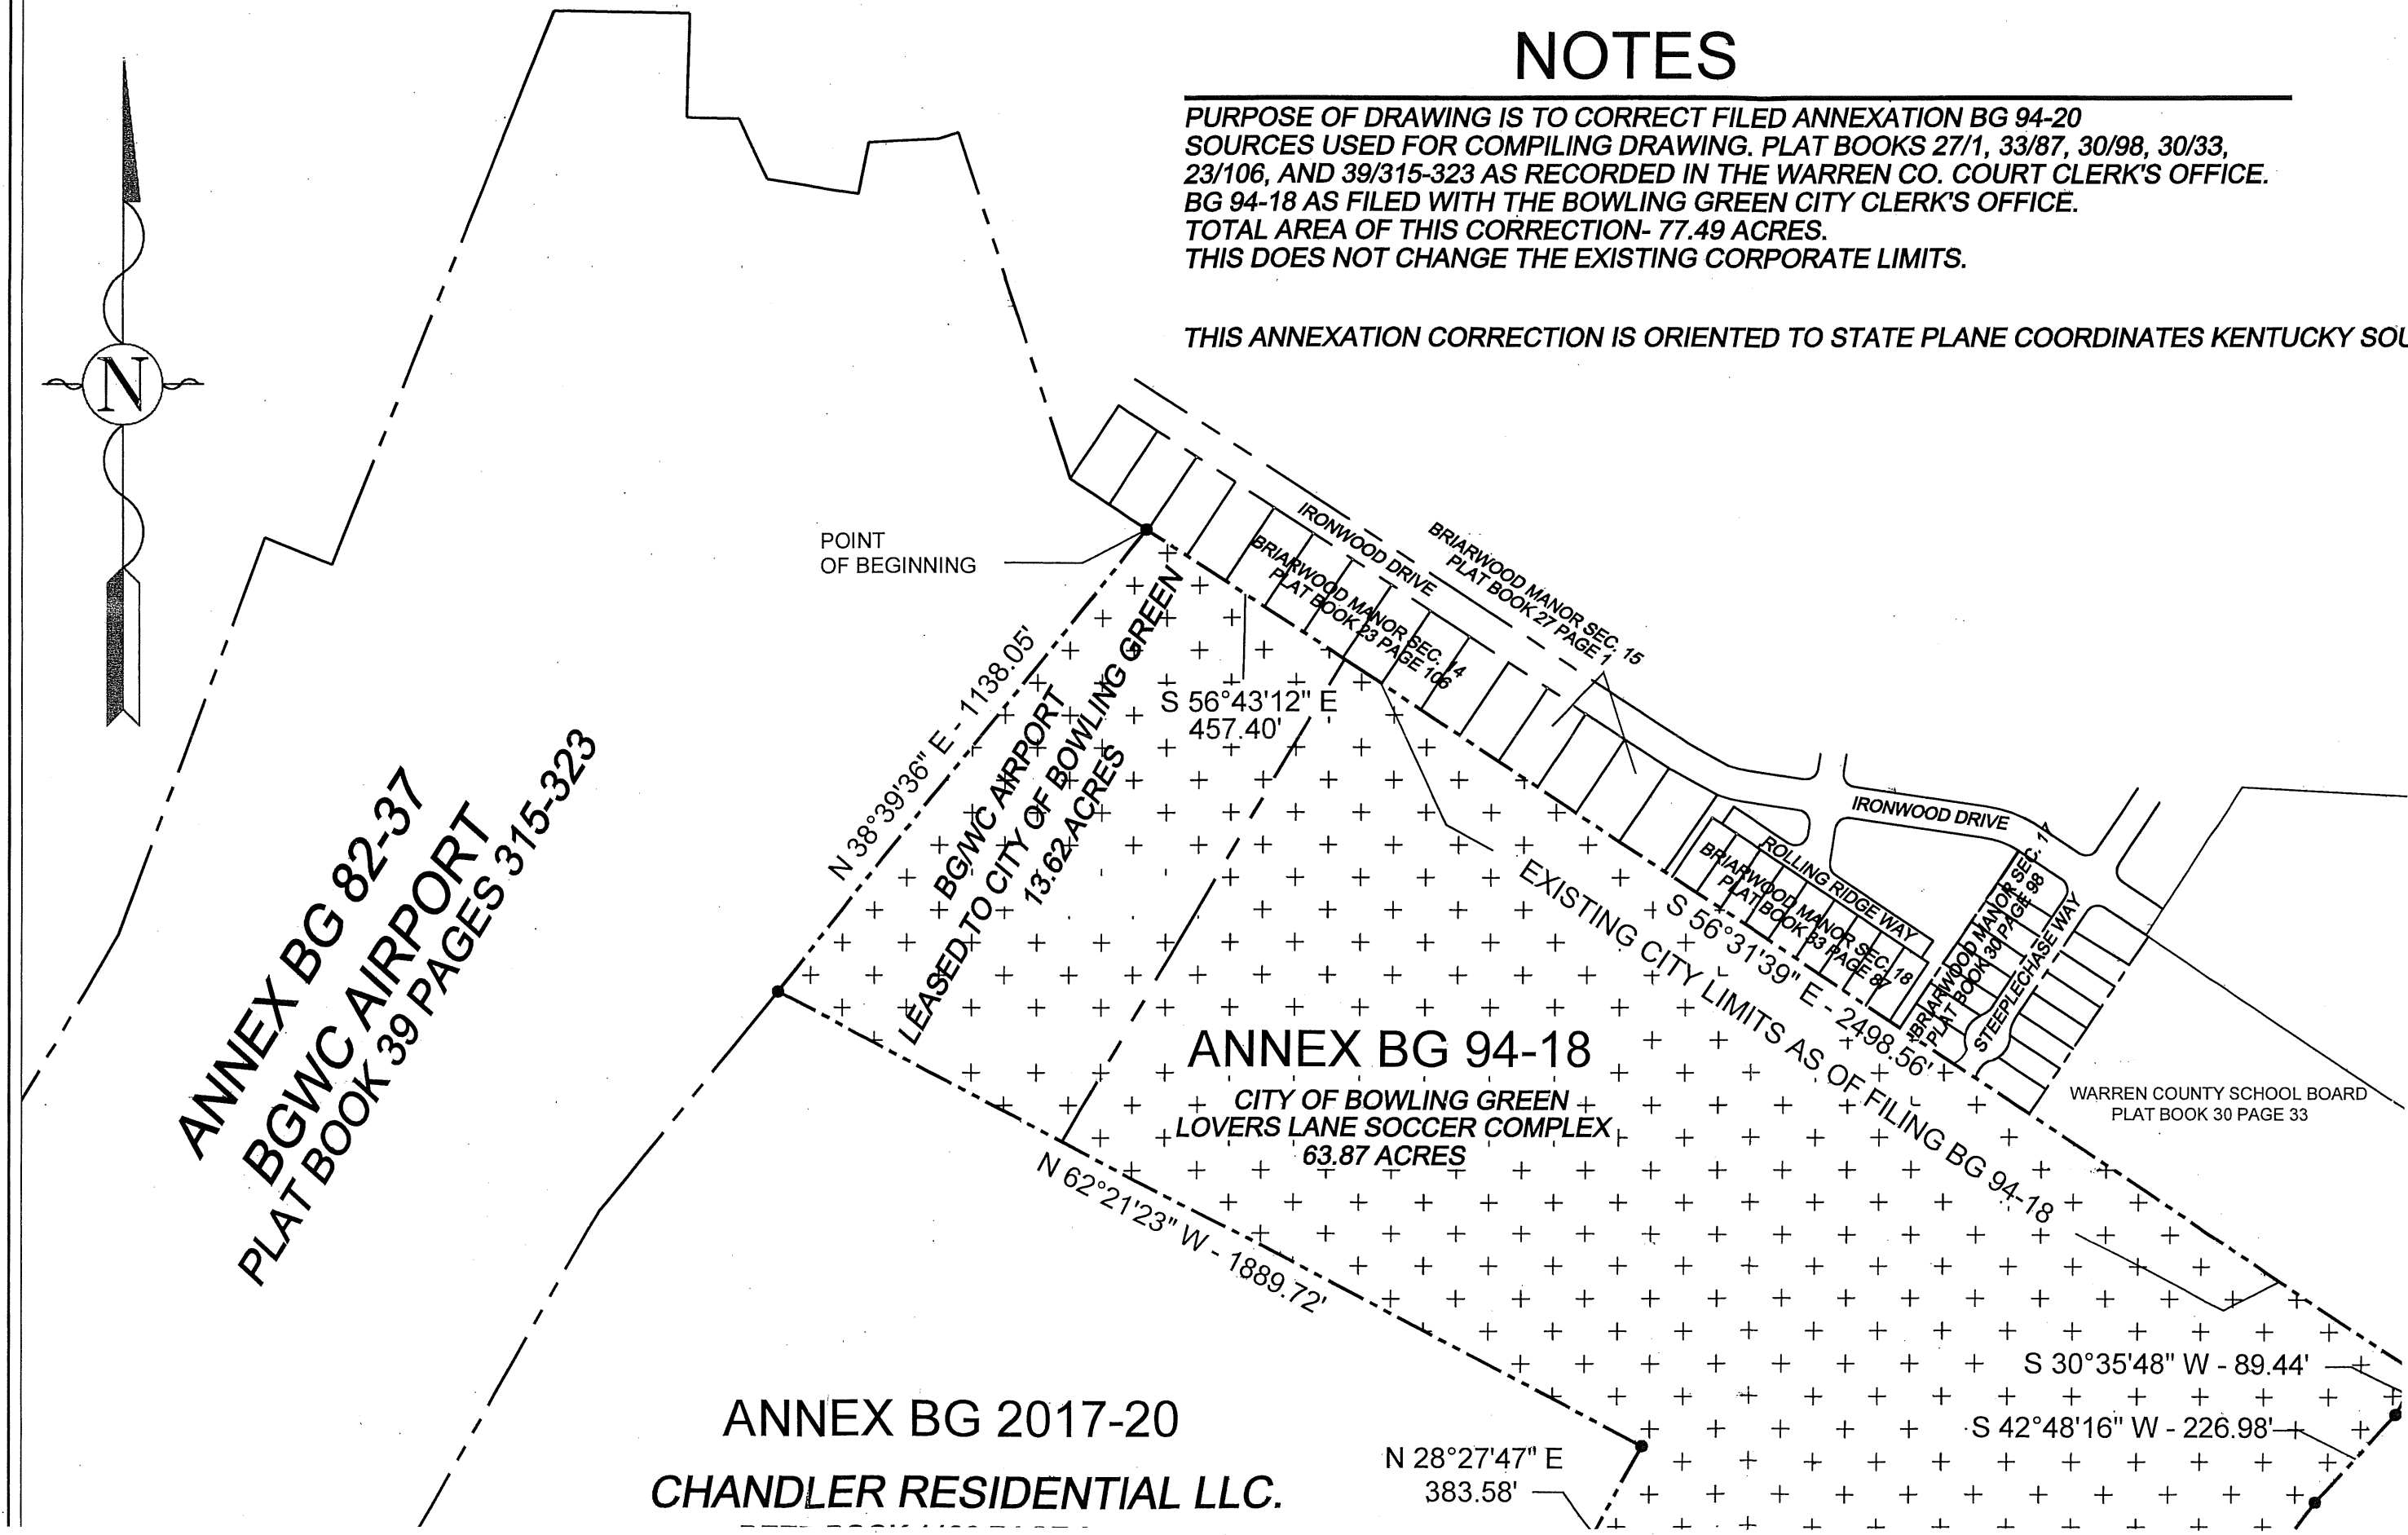 NOTES
PURPOSE OF DRAWING IS TO CORRECT FILED ANNEXATION BG 94-20
SOURCES USED FOR COMPILING DRAWING. PLAT BOOKS 27/1, 33/87, 30/98, 30/33,
23/106, AND 39/315-323 AS RECORDED IN THE WARREN CO. COURT CLERK'S OFFICE.
BG 94-18 AS FILED WITH THE BOWLING GREEN CITY CLERK'S OFFICE.
TOTAL AREA OF THIS CORRECTION- 77.49 ACRES.
THIS DOES NOT CHANGE THE EXISTING CORPORATE LIMITS.
THIS ANNEXATION CORRECTION IS ORIENTED TO STATE PLANE COORDINATES KENTUCKY SOU
N
POINT
OF BEGINNING
IRONWOOD DRIVE
BRIARWOOD MANOR SEC. 15
PLAT BOOK 27 PAGE 1
BRIARWOOD MANOR SEC. 14
PLAT BOOK 23 PAGE 106
N 38°39'36" E - 1138.05'
BG/WC AIRPORT
LEASED TO CITY OF BOWLING GREEN
13.62 ACRES
S 56°43'12" E
457.40'
ANNEX BG 82-37
BGWC AIRPORT
PLAT BOOK 39 PAGES 315-323
IRONWOOD DRIVE
ROLLING RIDGE WAY
BRIARWOOD MANOR SEC. 18
PLAT BOOK 33 PAGE 87
BRIARWOOD MANOR SEC. 17
PLAT BOOK 30 PAGE 98
STEEPLECHASE WAY
S 56°31'39" E - 2498.56'
EXISTING CITY LIMITS AS OF FILING BG 94-18
WARREN COUNTY SCHOOL BOARD
PLAT BOOK 30 PAGE 33
ANNEX BG 94-18
CITY OF BOWLING GREEN
LOVERS LANE SOCCER COMPLEX
63.87 ACRES
N 62°21'23" W - 1889.72'
S 30°35'48" W - 89.44'
S 42°48'16" W - 226.98'
N 28°27'47" E
383.58'
ANNEX BG 2017-20
CHANDLER RESIDENTIAL LLC.